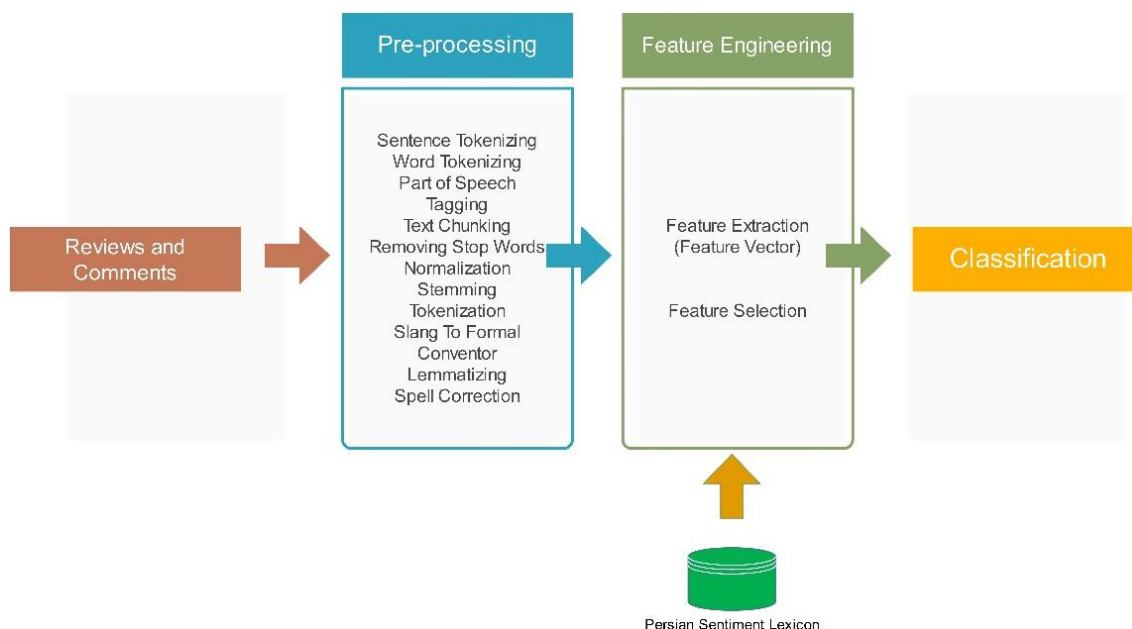 Pre-processing
Feature Engineering
Reviews and
Comments
Sentence Tokenizing
Word Tokenizing
Part of Speech
Tagging
Text Chunking
Removing Stop Words
Normalization
Stemming
Tokenization
Slang To Formal
Conventor
Lemmatizing
Spell Correction
Feature Extraction
(Feature Vector)
Feature Selection
Classification
Persian Sentiment Lexicon